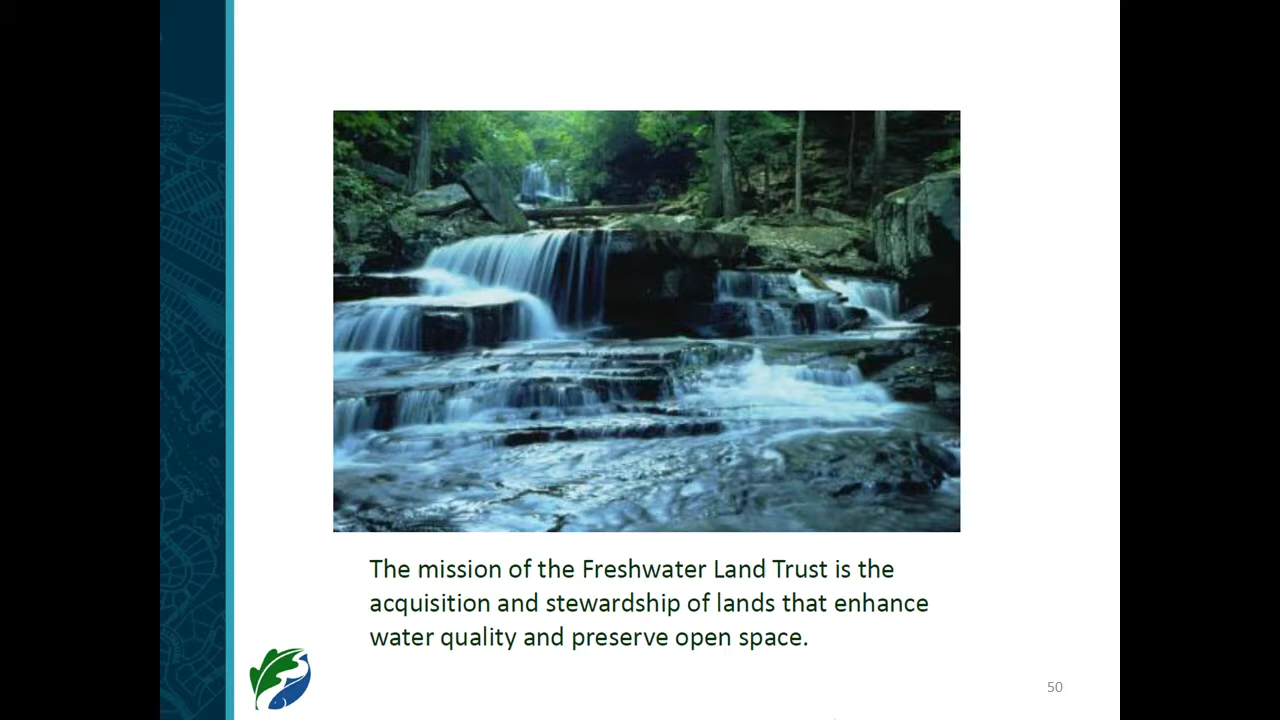 The mission of the Freshwater Land Trust is the
acquisition and stewardship of lands that enhance
water quality and preserve open space.
50